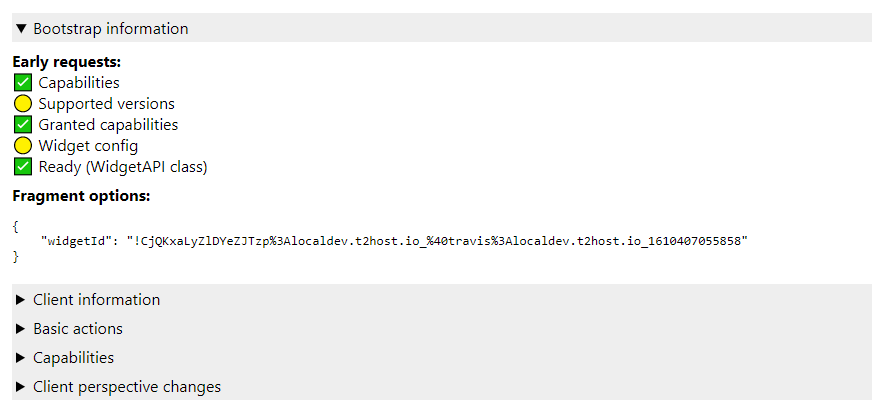 Bootstrap information
Early requests:
Capabilities
Supported versions
Granted capabilities
Widget config
Ready (WidgetAPI class)
Fragment options:
{
    "widgetId": "!CjQKxaLyZlDYeZJTzp%3Alocaldev.t2host.io_%40travis%3Alocaldev.t2host.io_1610407055858"
}
Client information
Basic actions
Capabilities
Client perspective changes